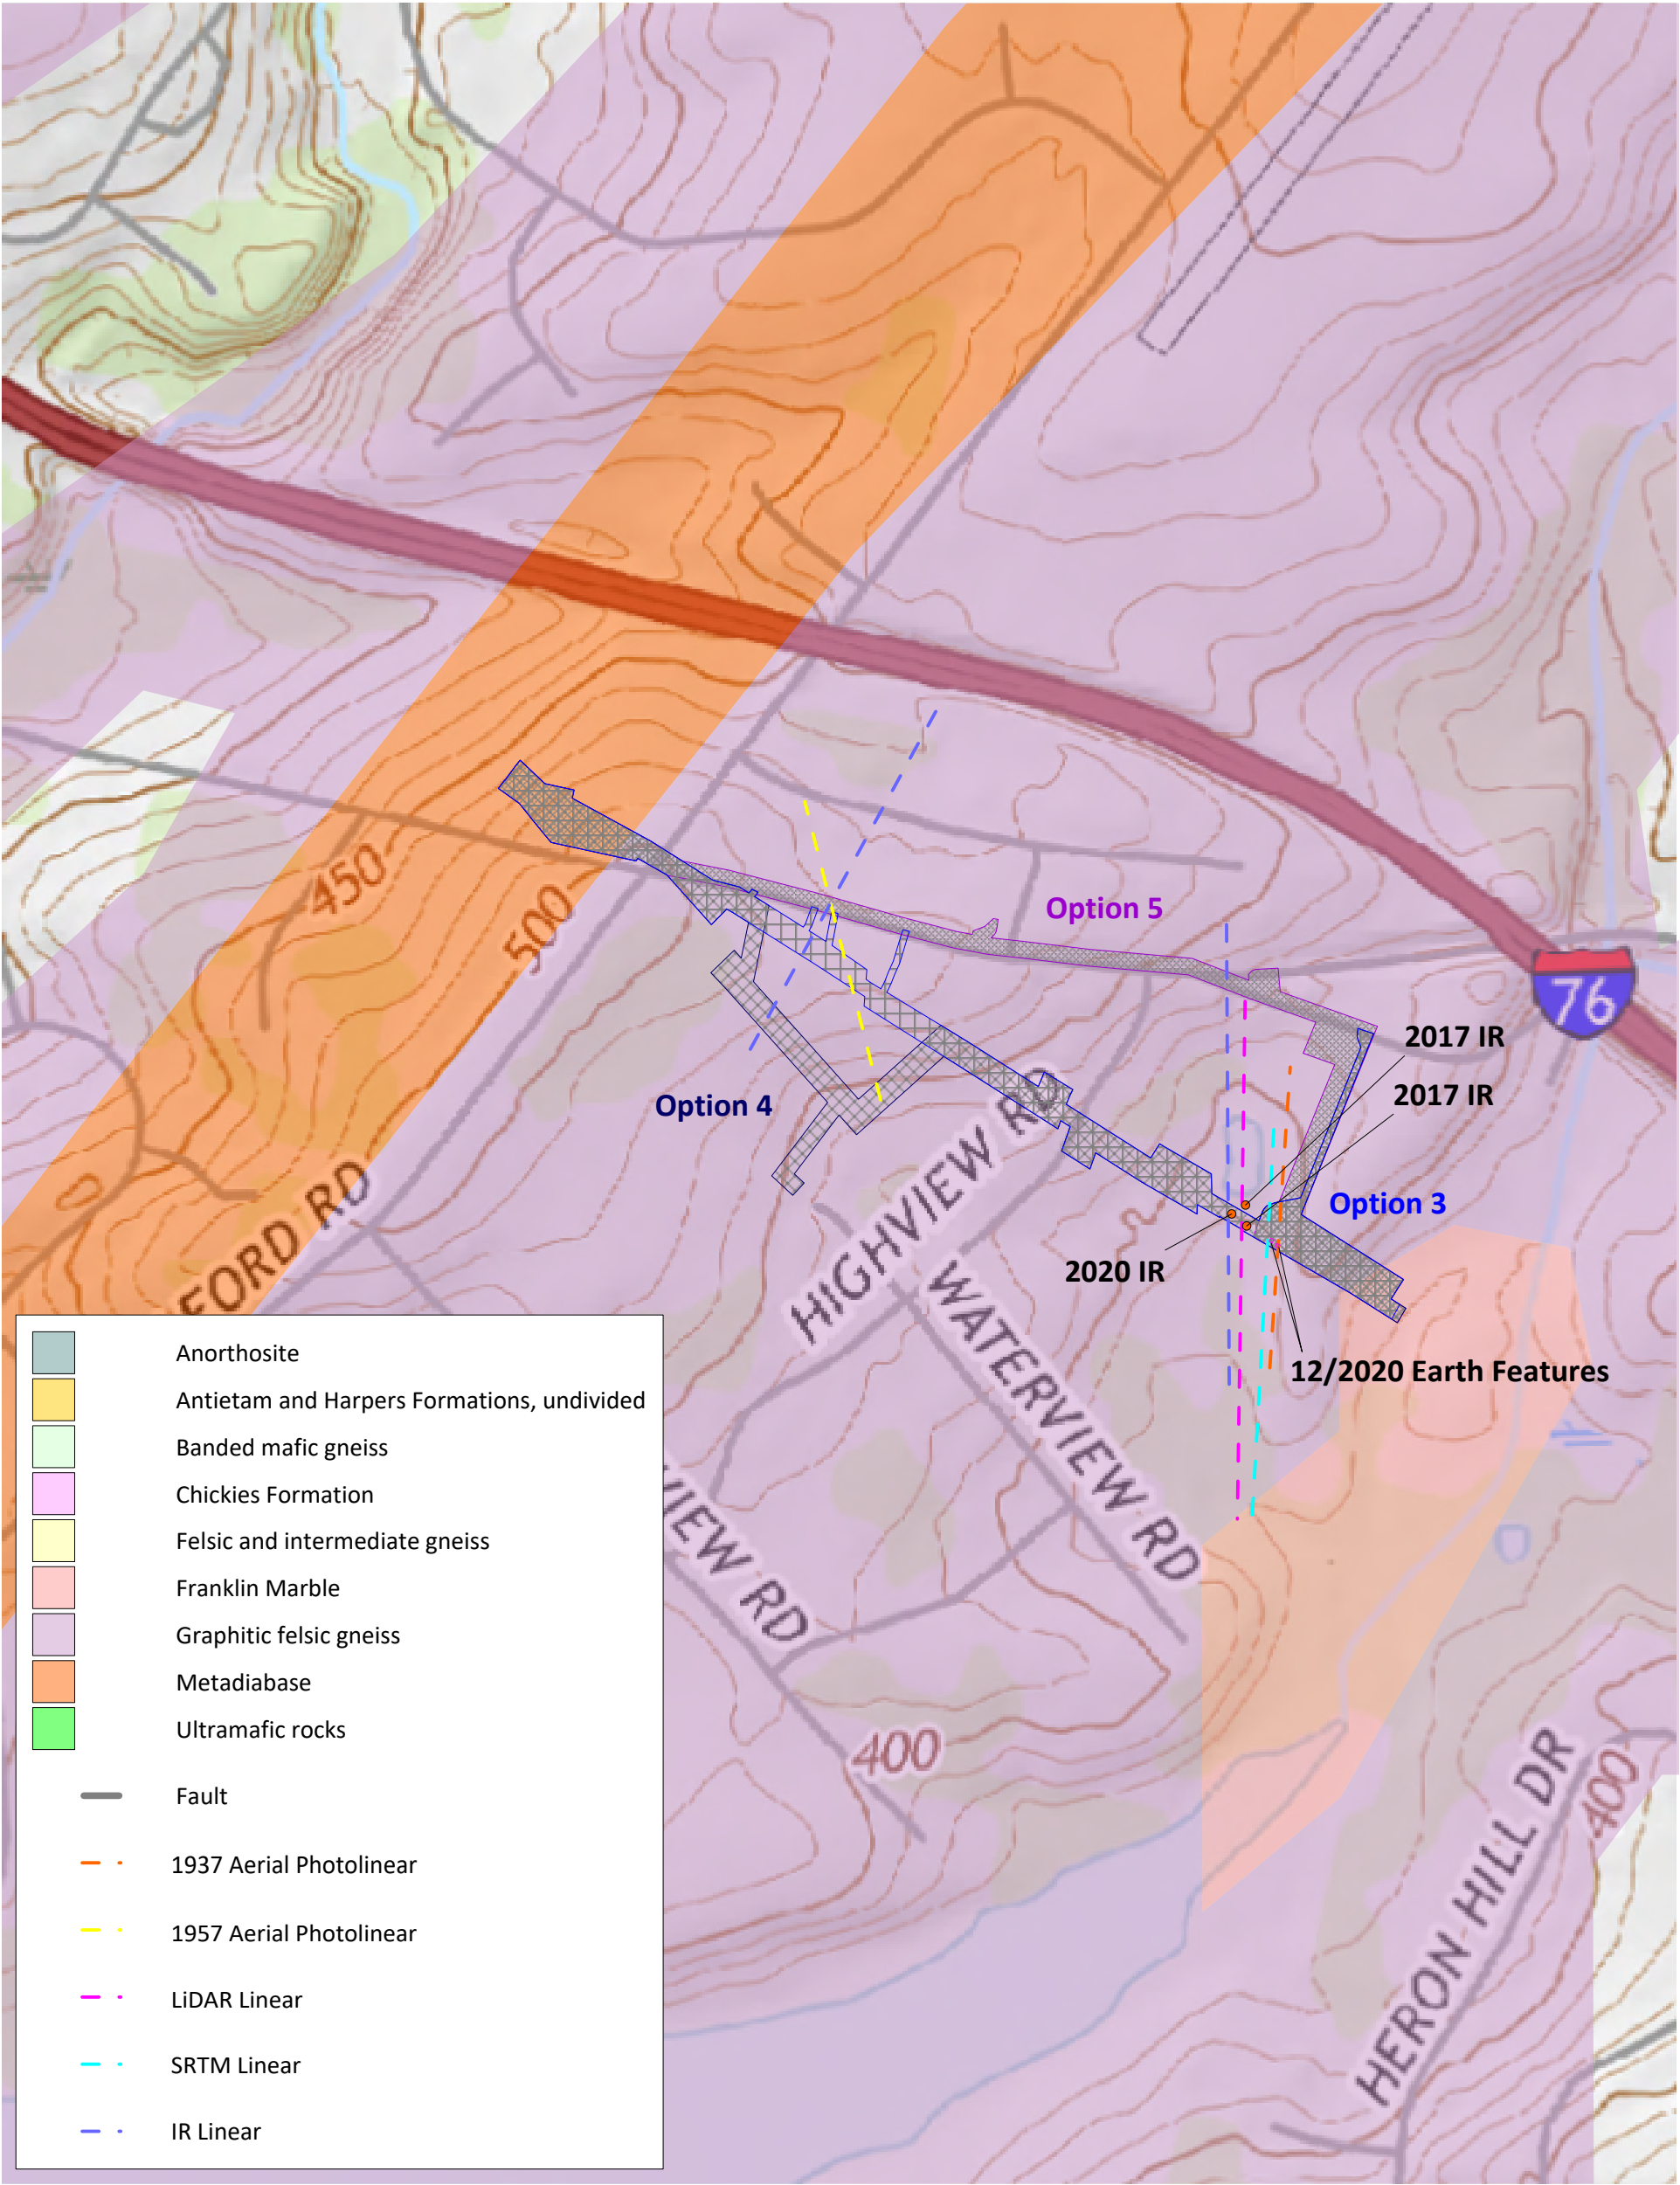 450
500
Option 5
76
2017 IR
2017 IR
Option 4
HIGHVIEW RD
Option 3
FORD RD
2020 IR
WATERVIEW RD
12/2020 Earth Features
VIEW RD
400
HERON HILL DR
400
Anorthosite
Antietam and Harpers Formations, undivided
Banded mafic gneiss
Chickies Formation
Felsic and intermediate gneiss
Franklin Marble
Graphitic felsic gneiss
Metadiabase
Ultramafic rocks
Fault
1937 Aerial Photolinear
1957 Aerial Photolinear
LiDAR Linear
SRTM Linear
IR Linear